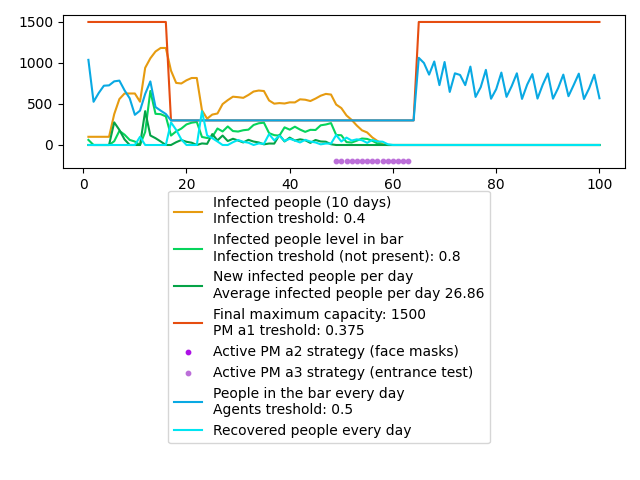 1500
1000
500
0
0
20
40
60
80
100
Infected people (10 days)
Infection treshold: 0.4
Infected people level in bar
Infection treshold (not present): 0.8
New infected people per day
Average infected people per day 26.86
Final maximum capacity: 1500
PM a1 treshold: 0.375
Active PM a2 strategy (face masks)
Active PM a3 strategy (entrance test)
People in the bar every day
Agents treshold: 0.5
Recovered people every day